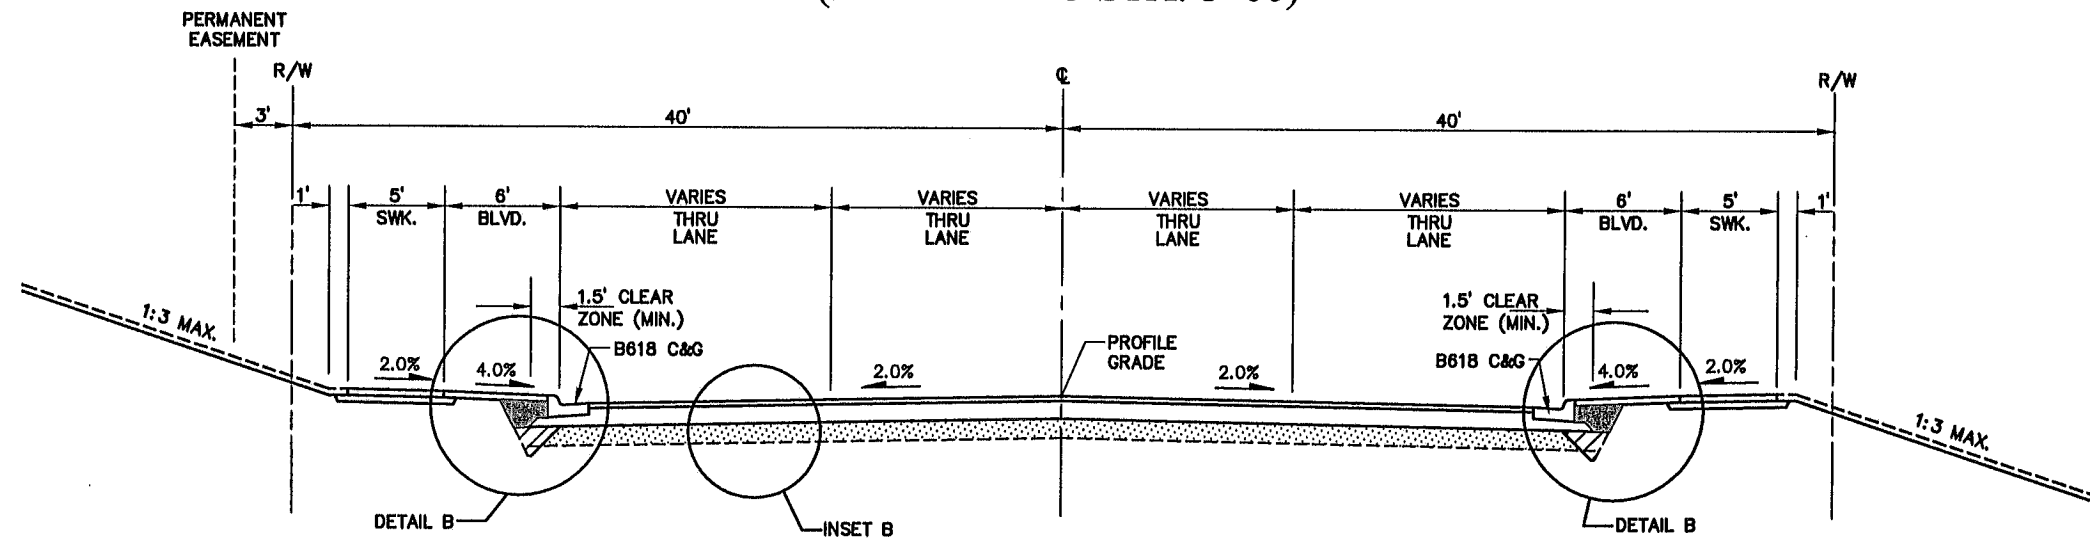 PERMANENT
EASEMENT
R/W
℄
R/W
3'
40'
40'
1'
5'
SWK.
6'
BLVD.
VARIES
THRU
LANE
VARIES
THRU
LANE
VARIES
THRU
LANE
VARIES
THRU
LANE
6'
BLVD.
5'
SWK.
1'
1.5' CLEAR
ZONE (MIN.)
1.5' CLEAR
ZONE (MIN.)
1:3 MAX.
2.0%
4.0%
B618 C&G
2.0%
PROFILE
GRADE
2.0%
B618 C&G
4.0%
2.0%
1:3 MAX.
DETAIL B
INSET B
DETAIL B